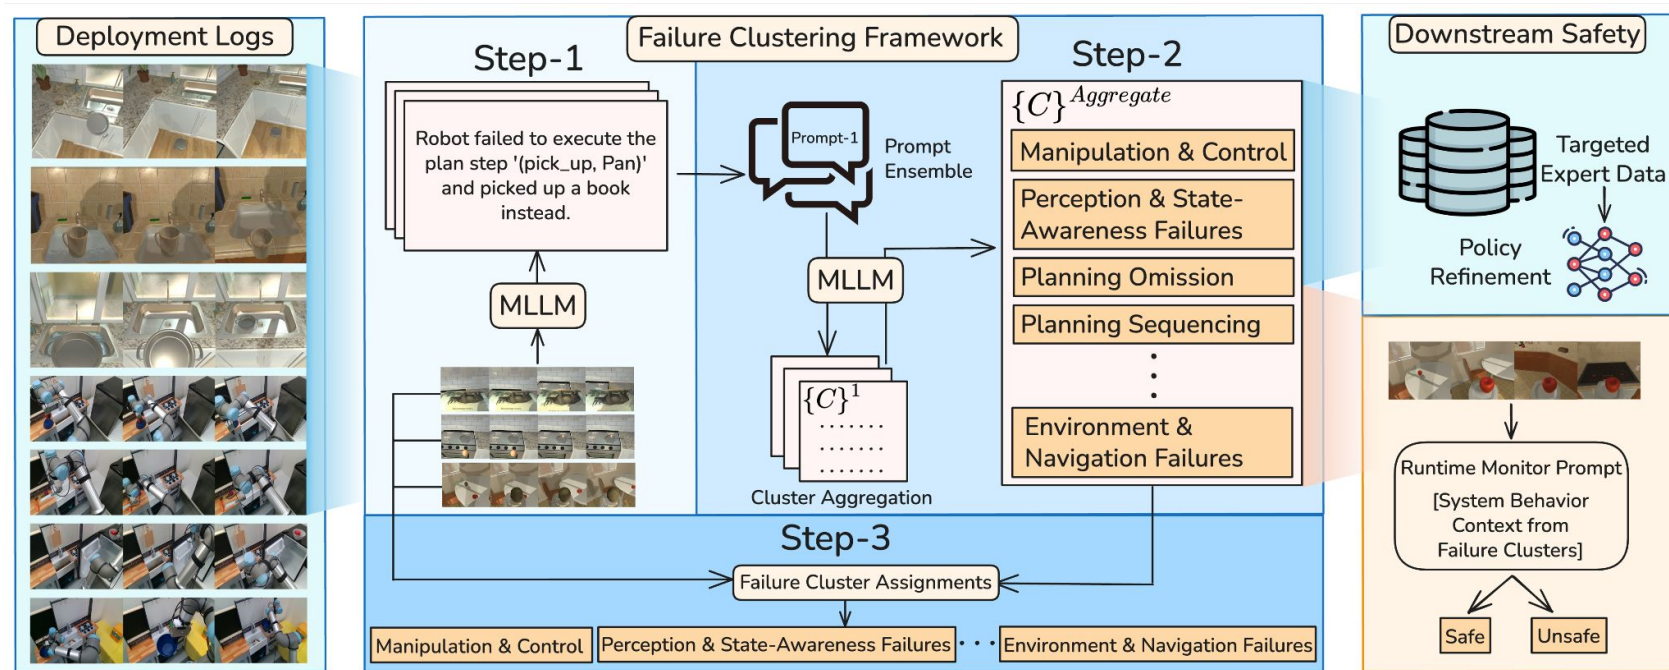 Deployment Logs
Failure Clustering Framework
Step-1
Robot failed to execute the
plan step '(pick_up, Pan)'
and picked up a book
instead.
MLLM
Step-2
Prompt-1
Prompt
Ensemble
MLLM
{C}¹
. . . . . . .
. . . . . . .
. . . . . . .
Cluster Aggregation
{C}^Aggregate
Manipulation & Control
Perception & State-
Awareness Failures
Planning Omission
Planning Sequencing
Environment &
Navigation Failures
Step-3
Failure Cluster Assignments
Manipulation & Control
Perception & State-Awareness Failures
. . .
Environment & Navigation Failures
Downstream Safety
Targeted
Expert Data
Policy
Refinement
Runtime Monitor Prompt
[System Behavior
Context from
Failure Clusters]
Safe
Unsafe